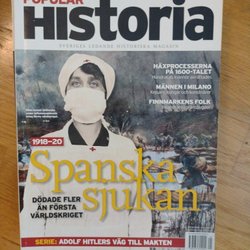 POPULÄR
Historia
SVERIGES LEDANDE HISTORISKA MAGASIN
HÄXPROCESSERNA
PÅ 1600-TALET
MÄNNEN I MILANO
FINNMARKENS FOLK
1918–20
Spanska
sjukan
DÖDADE FLER
ÄN FÖRSTA
VÄRLDSKRIGET
SERIE: ADOLF HITLERS VÄG TILL MAKTEN